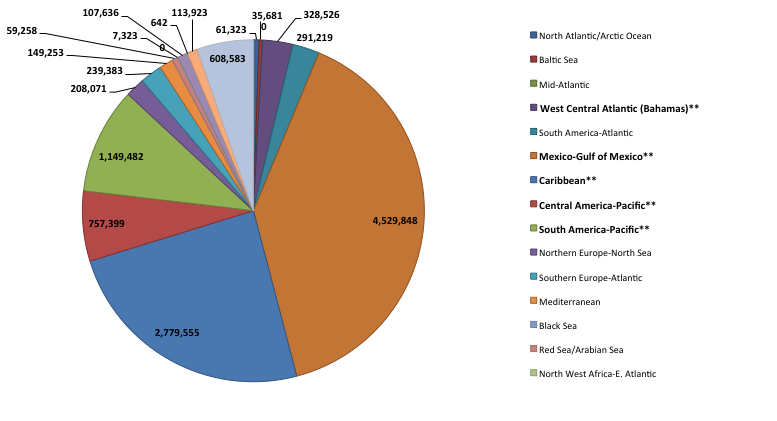 107,636
113,923
35,681
328,526
642
0
59,258
61,323
7,323
291,219
0
149,253
608,583
239,383
208,071
1,149,482
757,399
4,529,848
2,779,555
North Atlantic/Arctic Ocean
Baltic Sea
Mid-Atlantic
West Central Atlantic (Bahamas)**
South America-Atlantic
Mexico-Gulf of Mexico**
Caribbean**
Central America-Pacific**
South America-Pacific**
Northern Europe-North Sea
Southern Europe-Atlantic
Mediterranean
Black Sea
Red Sea/Arabian Sea
North West Africa-E. Atlantic